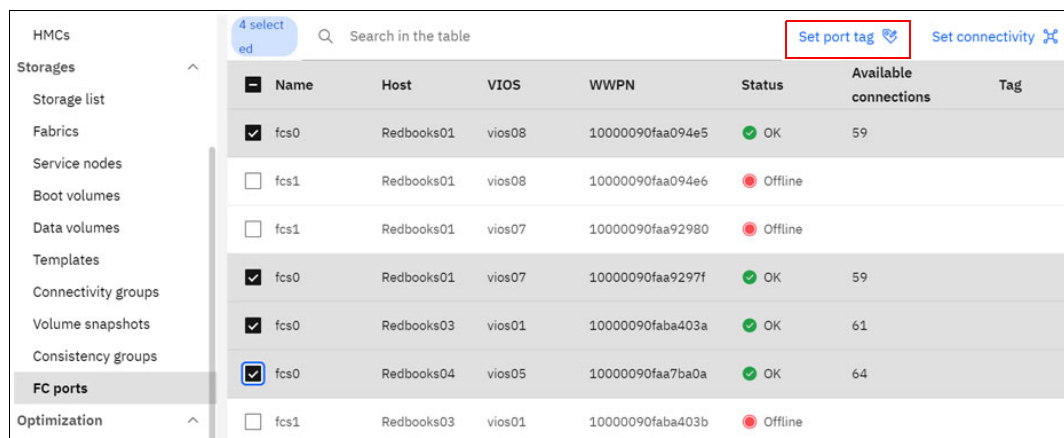 HMCs
Storages
Storage list
Fabrics
Service nodes
Boot volumes
Data volumes
Templates
Connectivity groups
Volume snapshots
Consistency groups
FC ports
Optimization
4 select
ed
Search in the table
Set port tag
Set connectivity
Name Host VIOS WWPN Status Available connections Tag
fcs0 Redbooks01 vios08 10000090faa094e5 OK 59
fcs1 Redbooks01 vios08 10000090faa094e6 Offline
fcs1 Redbooks01 vios07 10000090faa92980 Offline
fcs0 Redbooks01 vios07 10000090faa9297f OK 59
fcs0 Redbooks03 vios01 10000090faba403a OK 61
fcs0 Redbooks04 vios05 10000090faa7ba0a OK 64
fcs1 Redbooks03 vios01 10000090faba403b Offline